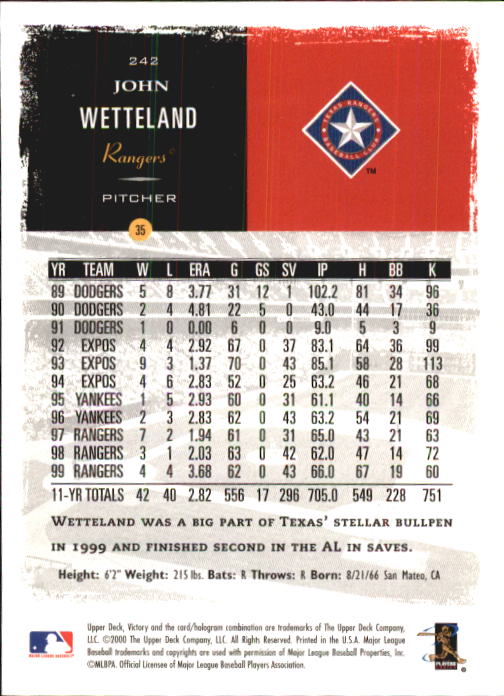 242
JOHN
WETTELAND
Rangers©
PITCHER
TEXAS RANGERS BASEBALL CLUB
TM
35
YR TEAM W L ERA G GS SV IP H BB K
89 DODGERS 5 8 3.77 31 12 1 102.2 81 34 96
90 DODGERS 2 4 4.81 22 5 0 43.0 44 17 36
91 DODGERS 1 0 0.00 6 0 0 9.0 5 3 9
92 EXPOS 4 4 2.92 67 0 37 83.1 64 36 99
93 EXPOS 9 3 1.37 70 0 43 85.1 58 28 113
94 EXPOS 4 6 2.83 52 0 25 63.2 46 21 68
95 YANKEES 1 5 2.93 60 0 31 61.1 40 14 66
96 YANKEES 2 3 2.83 62 0 43 63.2 54 21 69
97 RANGERS 7 2 1.94 61 0 31 65.0 43 21 63
98 RANGERS 3 1 2.03 63 0 42 62.0 47 14 72
99 RANGERS 4 4 3.68 62 0 43 66.0 67 19 60
11-YR TOTALS 42 40 2.82 556 17 296 705.0 549 228 751
WETTELAND WAS A BIG PART OF TEXAS' STELLAR BULLPEN
IN 1999 AND FINISHED SECOND IN THE AL IN SAVES.
Height: 6'2" Weight: 215 lbs. Bats: R Throws: R Born: 8/21/66 San Mateo, CA
Upper Deck, Victory and the card/hologram combination are trademarks of The Upper Deck Company,
LLC. ©2000 The Upper Deck Company, LLC. All Rights Reserved. Printed in the U.S.A. Major League
Baseball trademarks and copyrights are used with permission of Major League Baseball Properties, Inc.
©MLBPA. Official Licensee of Major League Baseball Players Association.
MAJOR LEAGUE BASEBALL
PLAYERS